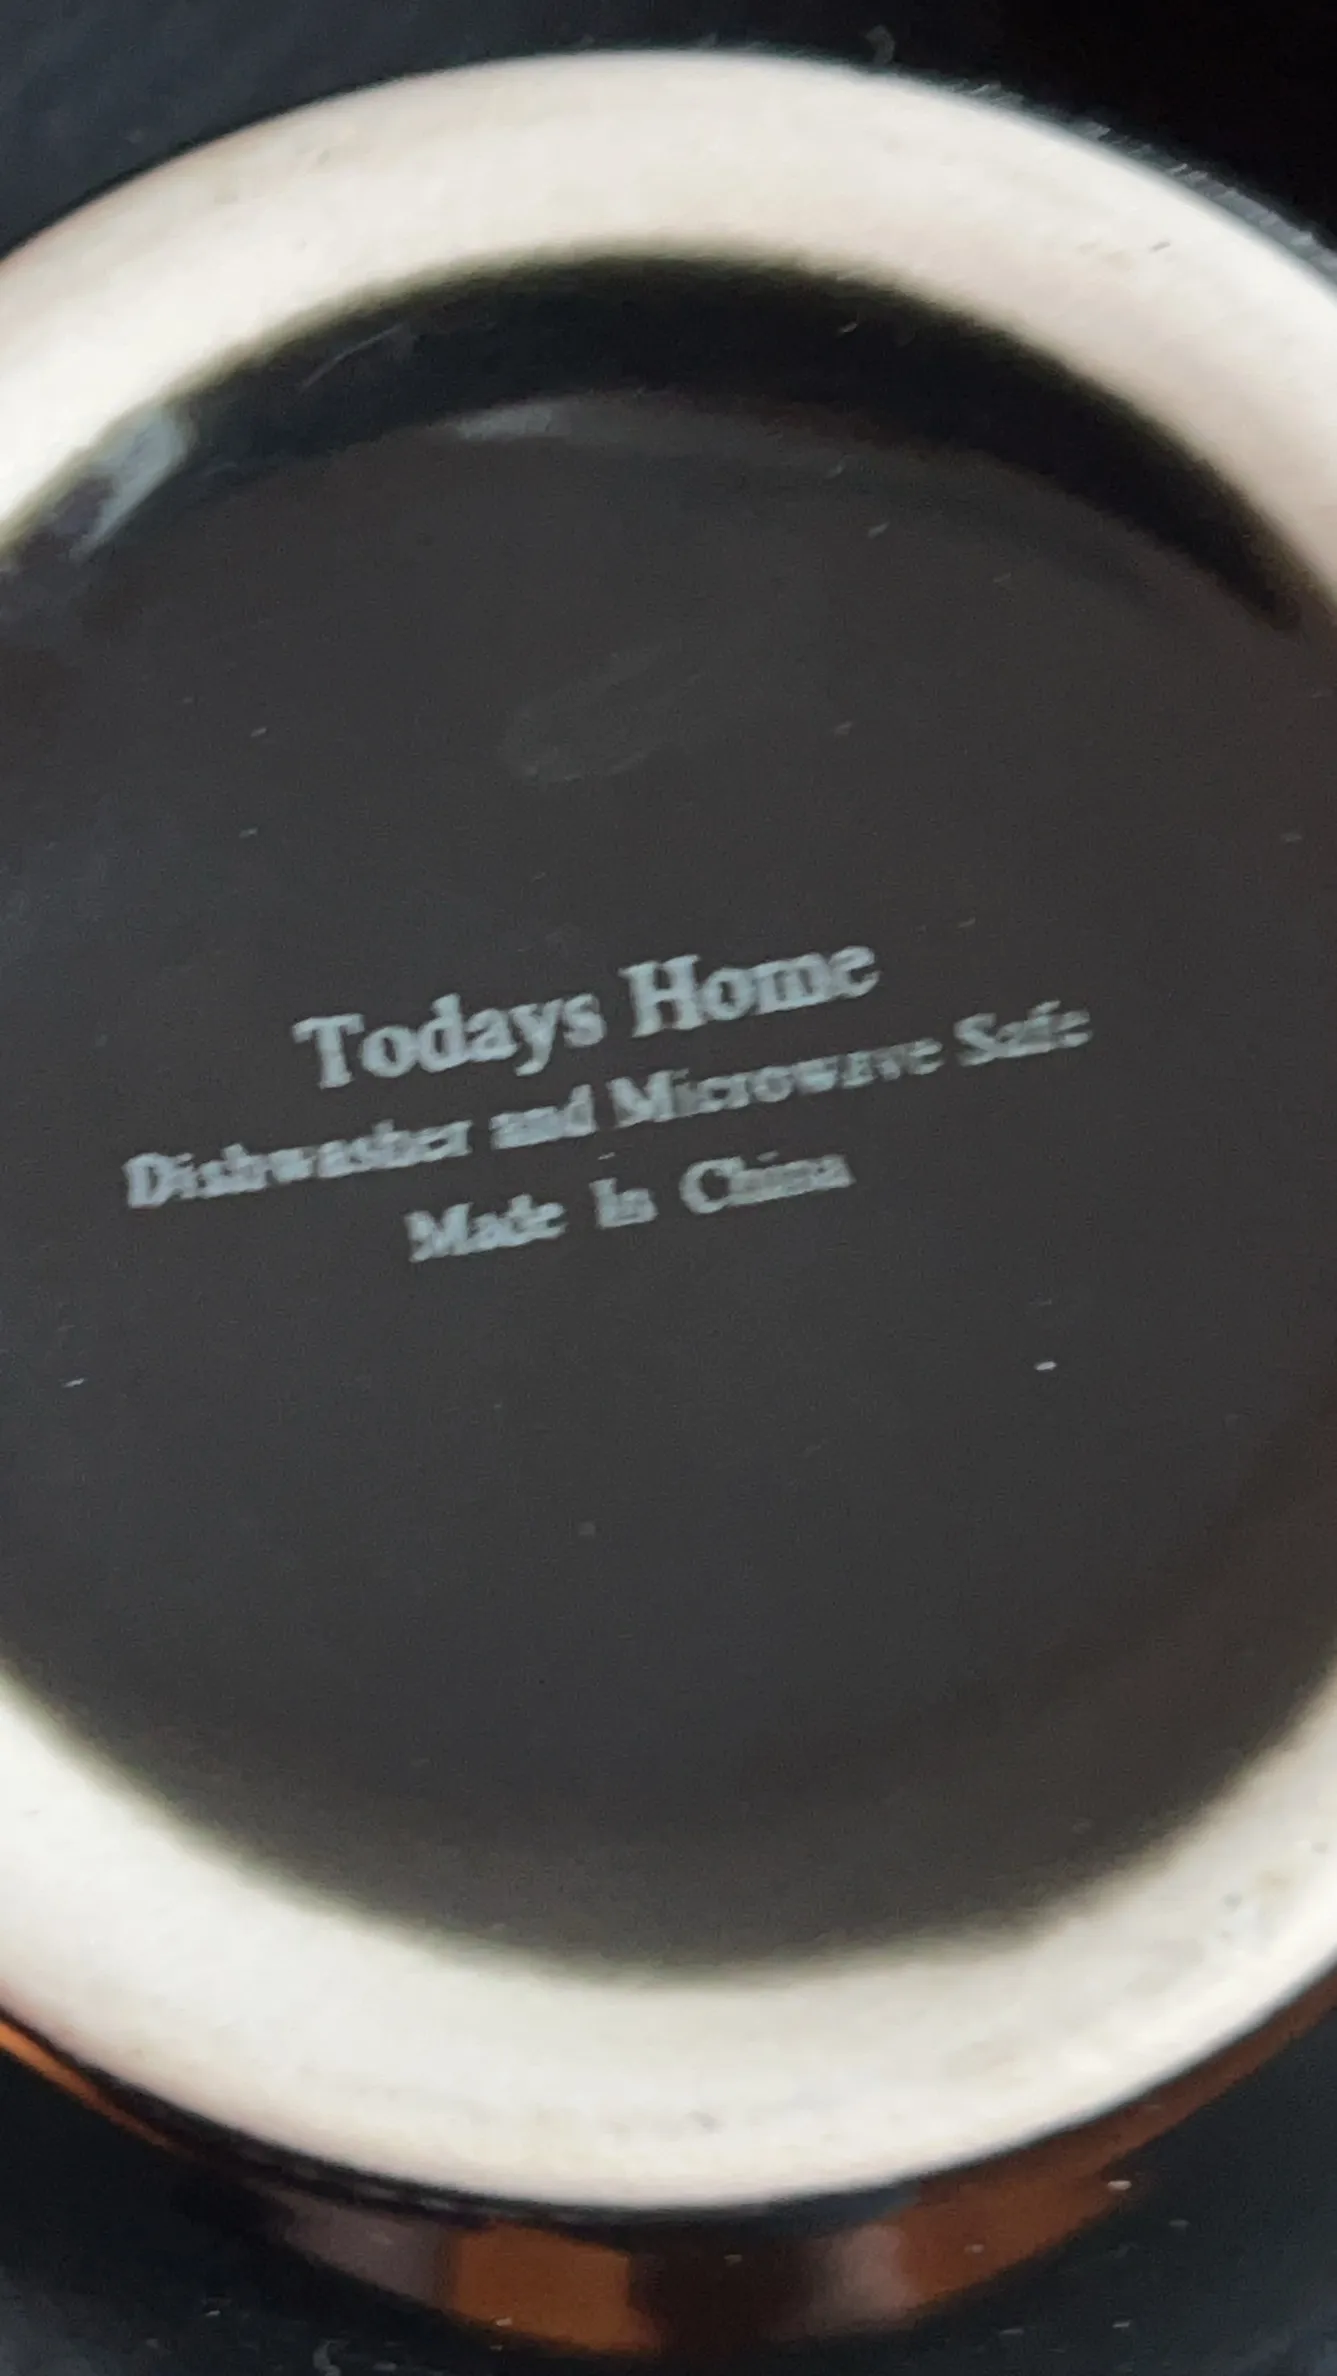 Todays Home
Dishwasher and Microwave Safe
Made In China